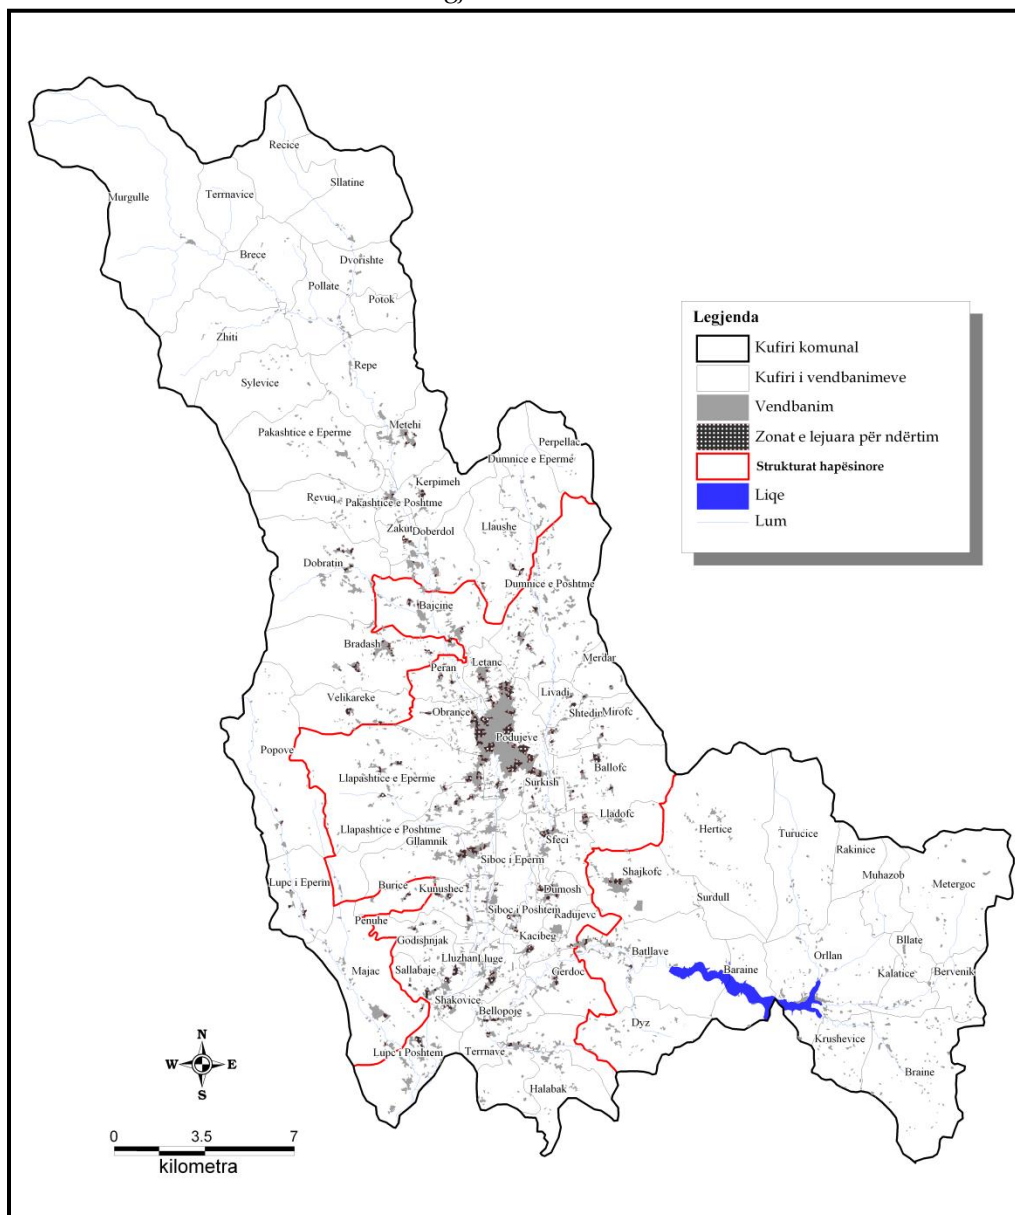 Recice
Sllatine
Murgulle
Terrnavice
Brece
Dvorishte
Pollate
Potok
Zhiti
Repe
Sylevice
Metehi
Pakashtice e Eperme
Perpellac
Dumnice e Eperme
Kerpimeh
Revuq
Pakashtice e Poshtme
Zakut
Doberdol
Llaushe
Dobratin
Dumnice e Poshtme
Bajcine
Bradash
Letanc
Merdar
Peran
Velikareke
Livadi
Obrance
Shtedim
Mirofc
Podujeve
Popove
Ballofc
Llapashtice e Eperme
Surkish
Lladofc
Llapashtice e Poshtme
Gllamnik
Sfeci
Hertice
Turucice
Rakinice
Siboc i Eperm
Muhazob
Metergoc
Shajkofc
Lupc i Eperm
Burice
Kunushec
Dumosh
Surdull
Siboc i Poshtem
Radujevc
Penuhe
Godishnjak
Kacibeg
Bllate
Lluzhan
Lluge
Batllave
Orllan
Majac
Sallabaje
Gerdoc
Baraine
Kalatice
Bervenik
Shakovice
Bellopoje
Dyz
Krushevice
Lupc i Poshtem
Terrnave
Braine
Halabak
Legjenda
Kufiri komunal
Kufiri i vendbanimeve
Vendbanim
Zonat e lejuara për ndërtim
Strukturat hapësinore
Liqe
Lum
N
W
E
S
0 3.5 7
kilometra